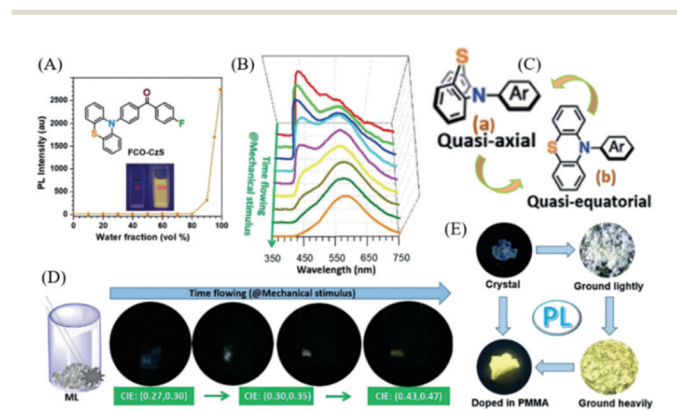 (A)
PL Intensity (au)
2500
2000
1500
1000
500
0
0 20 40 60 80 100
Water fraction (vol %)
O
N
S
F
FCO-CzS
0 99
(B)
Time flowing
@Mechanical stimulus
350 450 550 650 750
Wavelength (nm)
(C)
S
N
Ar
(a)
Quasi-axial
S
N
Ar
(b)
Quasi-equatorial
(D)
Time flowing (@Mechanical stimulus)
ML
CIE: (0.27,0.30)
(0.30,0.35)
CIE: (0.43,0.47)
(E)
Crystal
Ground lightly
PL
Doped in PMMA
Ground heavily